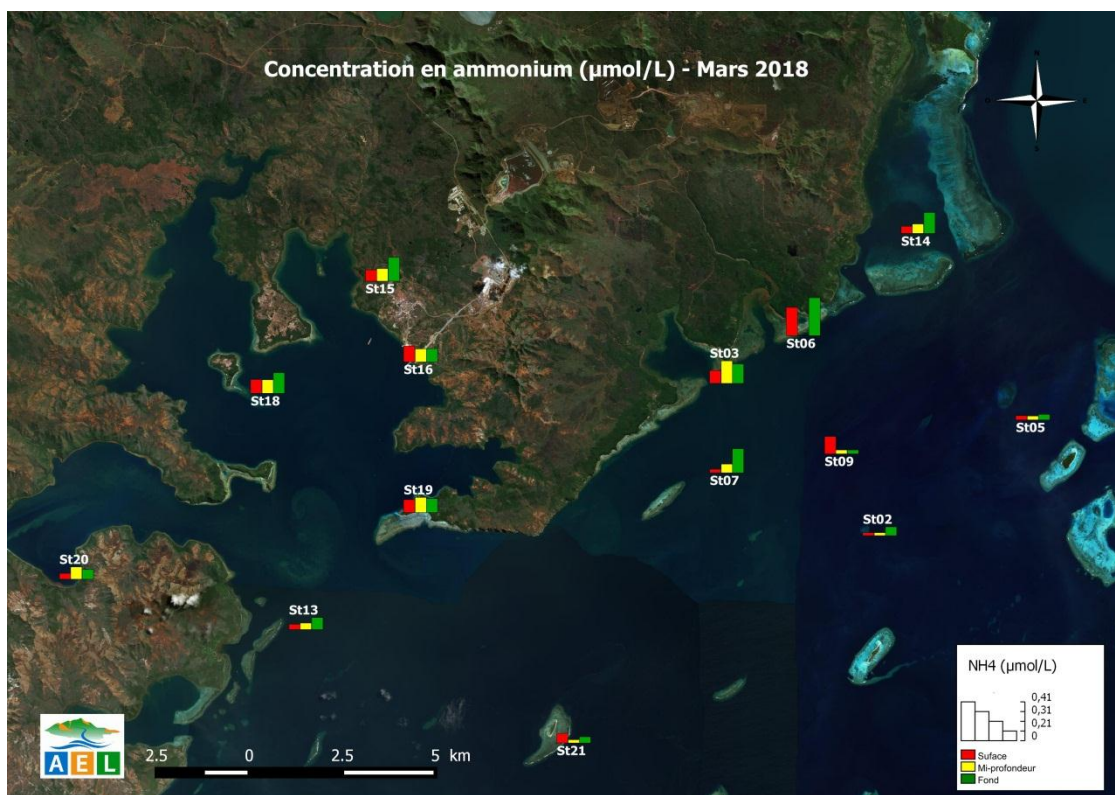 Concentration en ammonium (µmol/L) - Mars 2018
St14
St15
St06
St03
St16
St18
St05
St09
St07
St19
St02
St20
St13
St21
NH4 (µmol/L)
0,41
0,31
0,21
0
Suface
Mi-profondeur
Fond
AEL
2.5 0 2.5 5 km